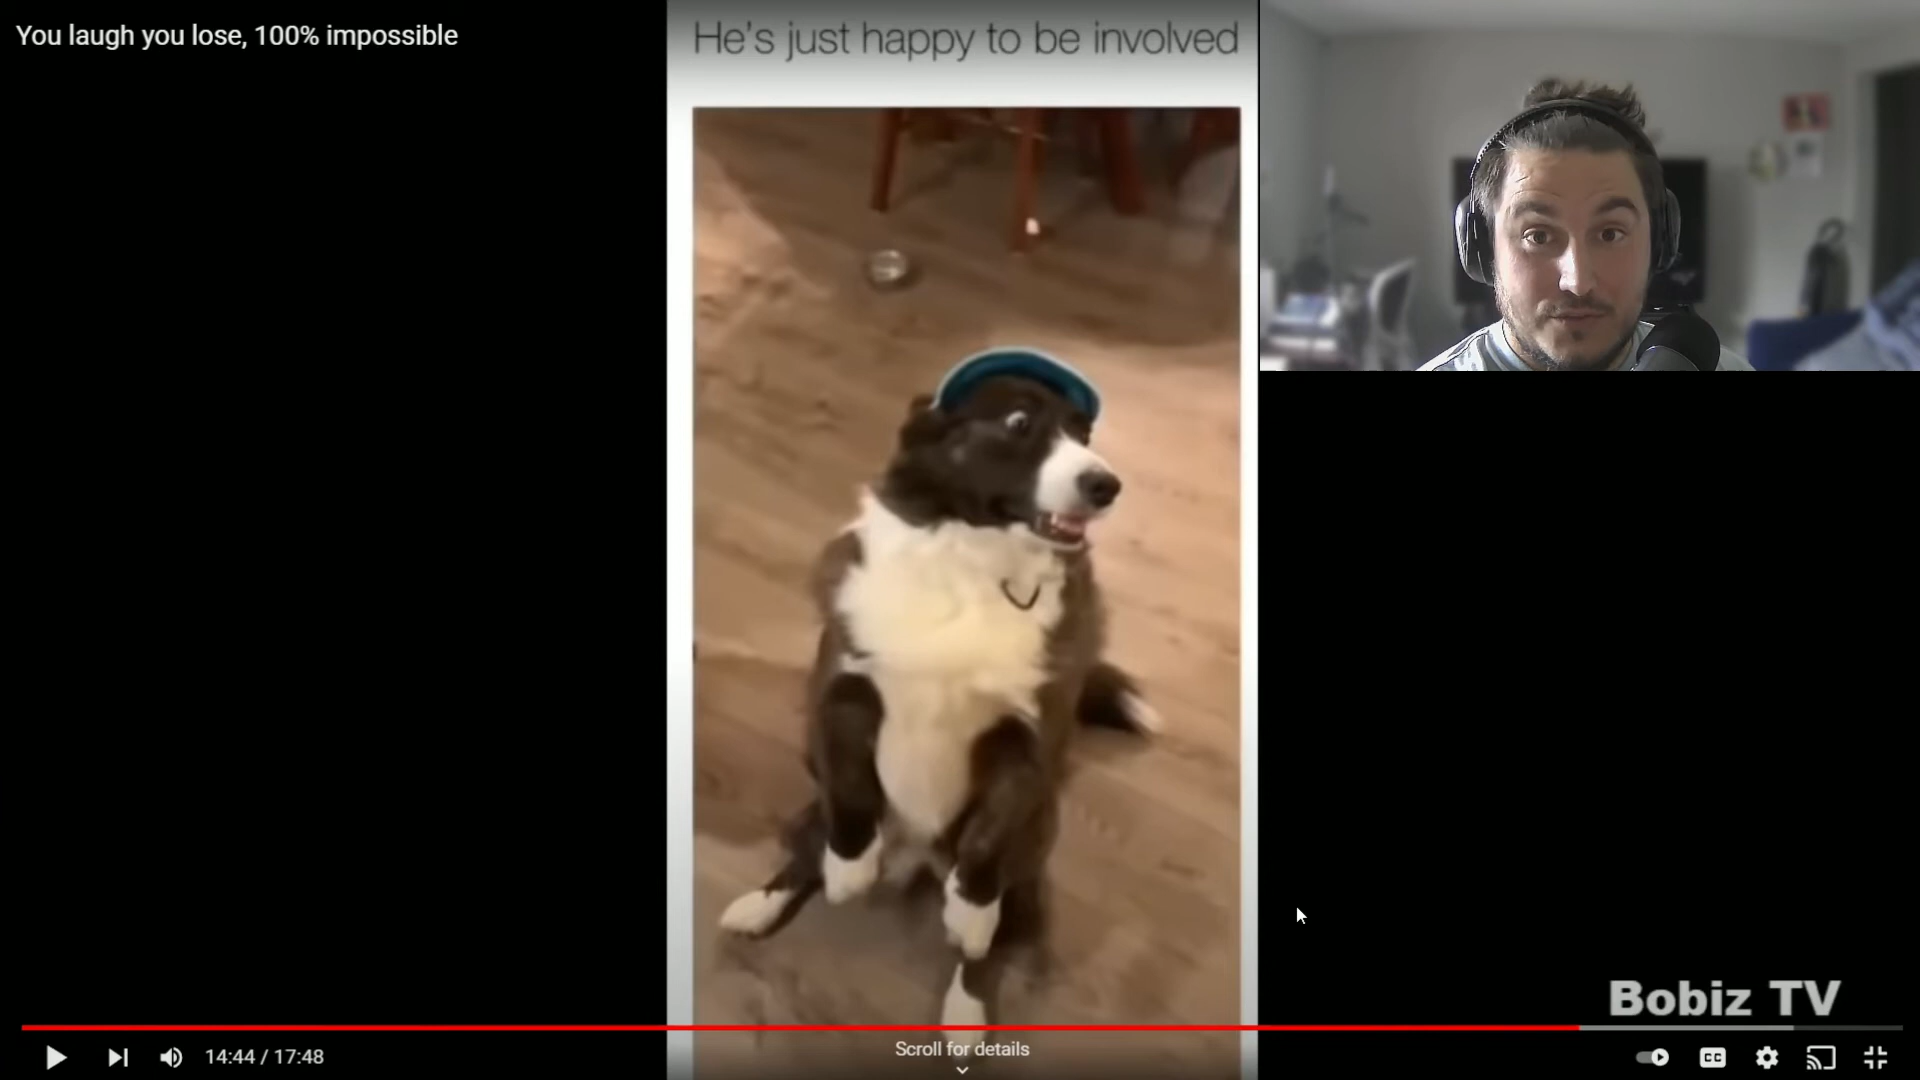 You laugh you lose, 100% impossible
He's just happy to be involved
Bobiz TV
14:44 / 17:48
CC
Scroll for details